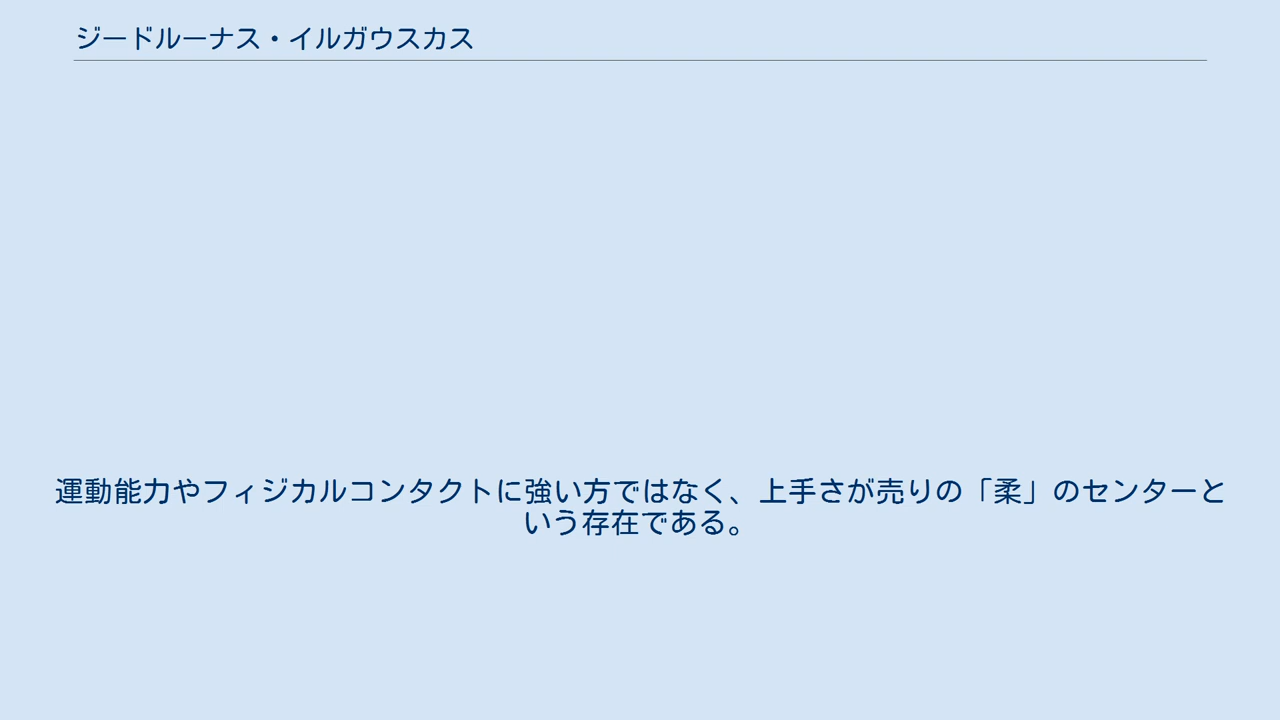 ジードルーナス・イルガウスカス
運動能力やフィジカルコンタクトに強い方ではなく、上手さが売りの「柔」のセンターと
いう存在である。